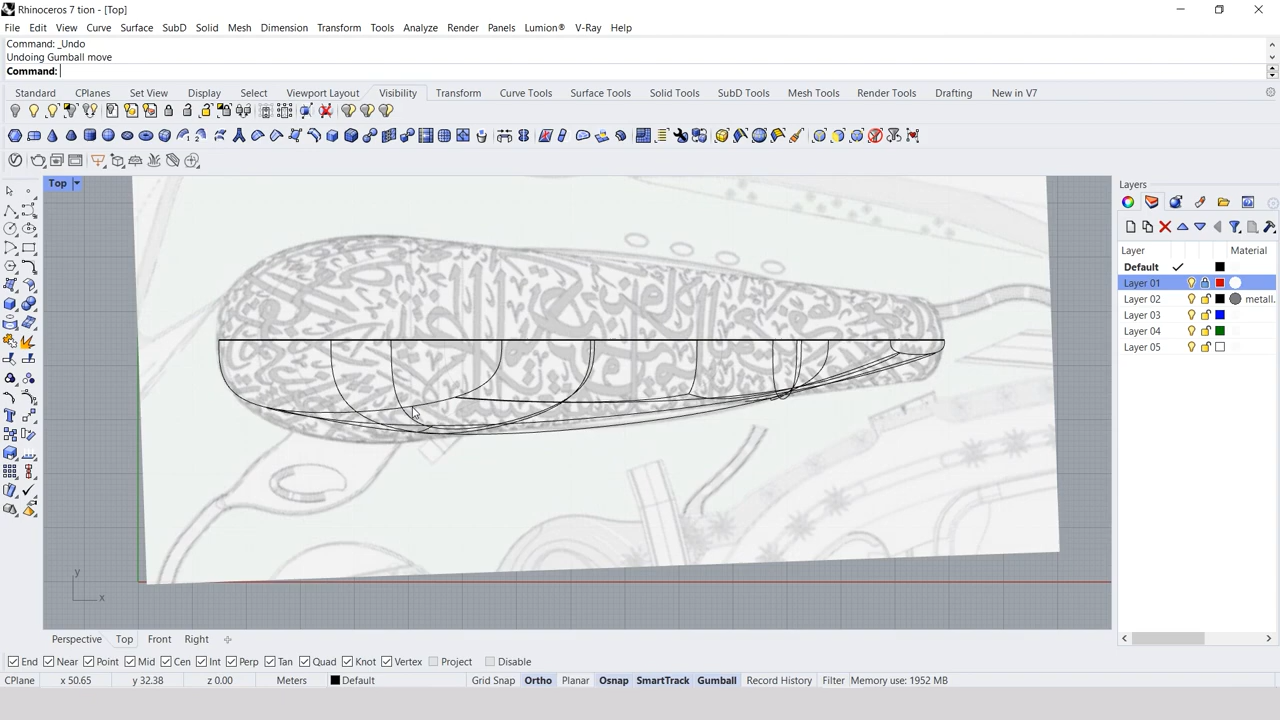 Rhinoceros 7 tion - [Top]
File Edit View Curve Surface SubD Solid Mesh Dimension Transform Tools Analyze Render Panels Lumion® V-Ray Help
Command: _Undo
Undoing Gumball move
Command:
Standard CPlanes Set View Display Select Viewport Layout Visibility Transform Curve Tools Surface Tools Solid Tools SubD Tools Mesh Tools Render Tools Drafting New in V7
Top
Layers
Layer Material
Default
Layer 01
Layer 02 metall.
Layer 03
Layer 04
Layer 05
y
x
Perspective Top Front Right
End Near Point Mid Cen Int Perp Tan Quad Knot Vertex Project Disable
CPlane x 50.65 y 32.38 z 0.00 Meters Default Grid Snap Ortho Planar Osnap SmartTrack Gumball Record History Filter Memory use: 1952 MB